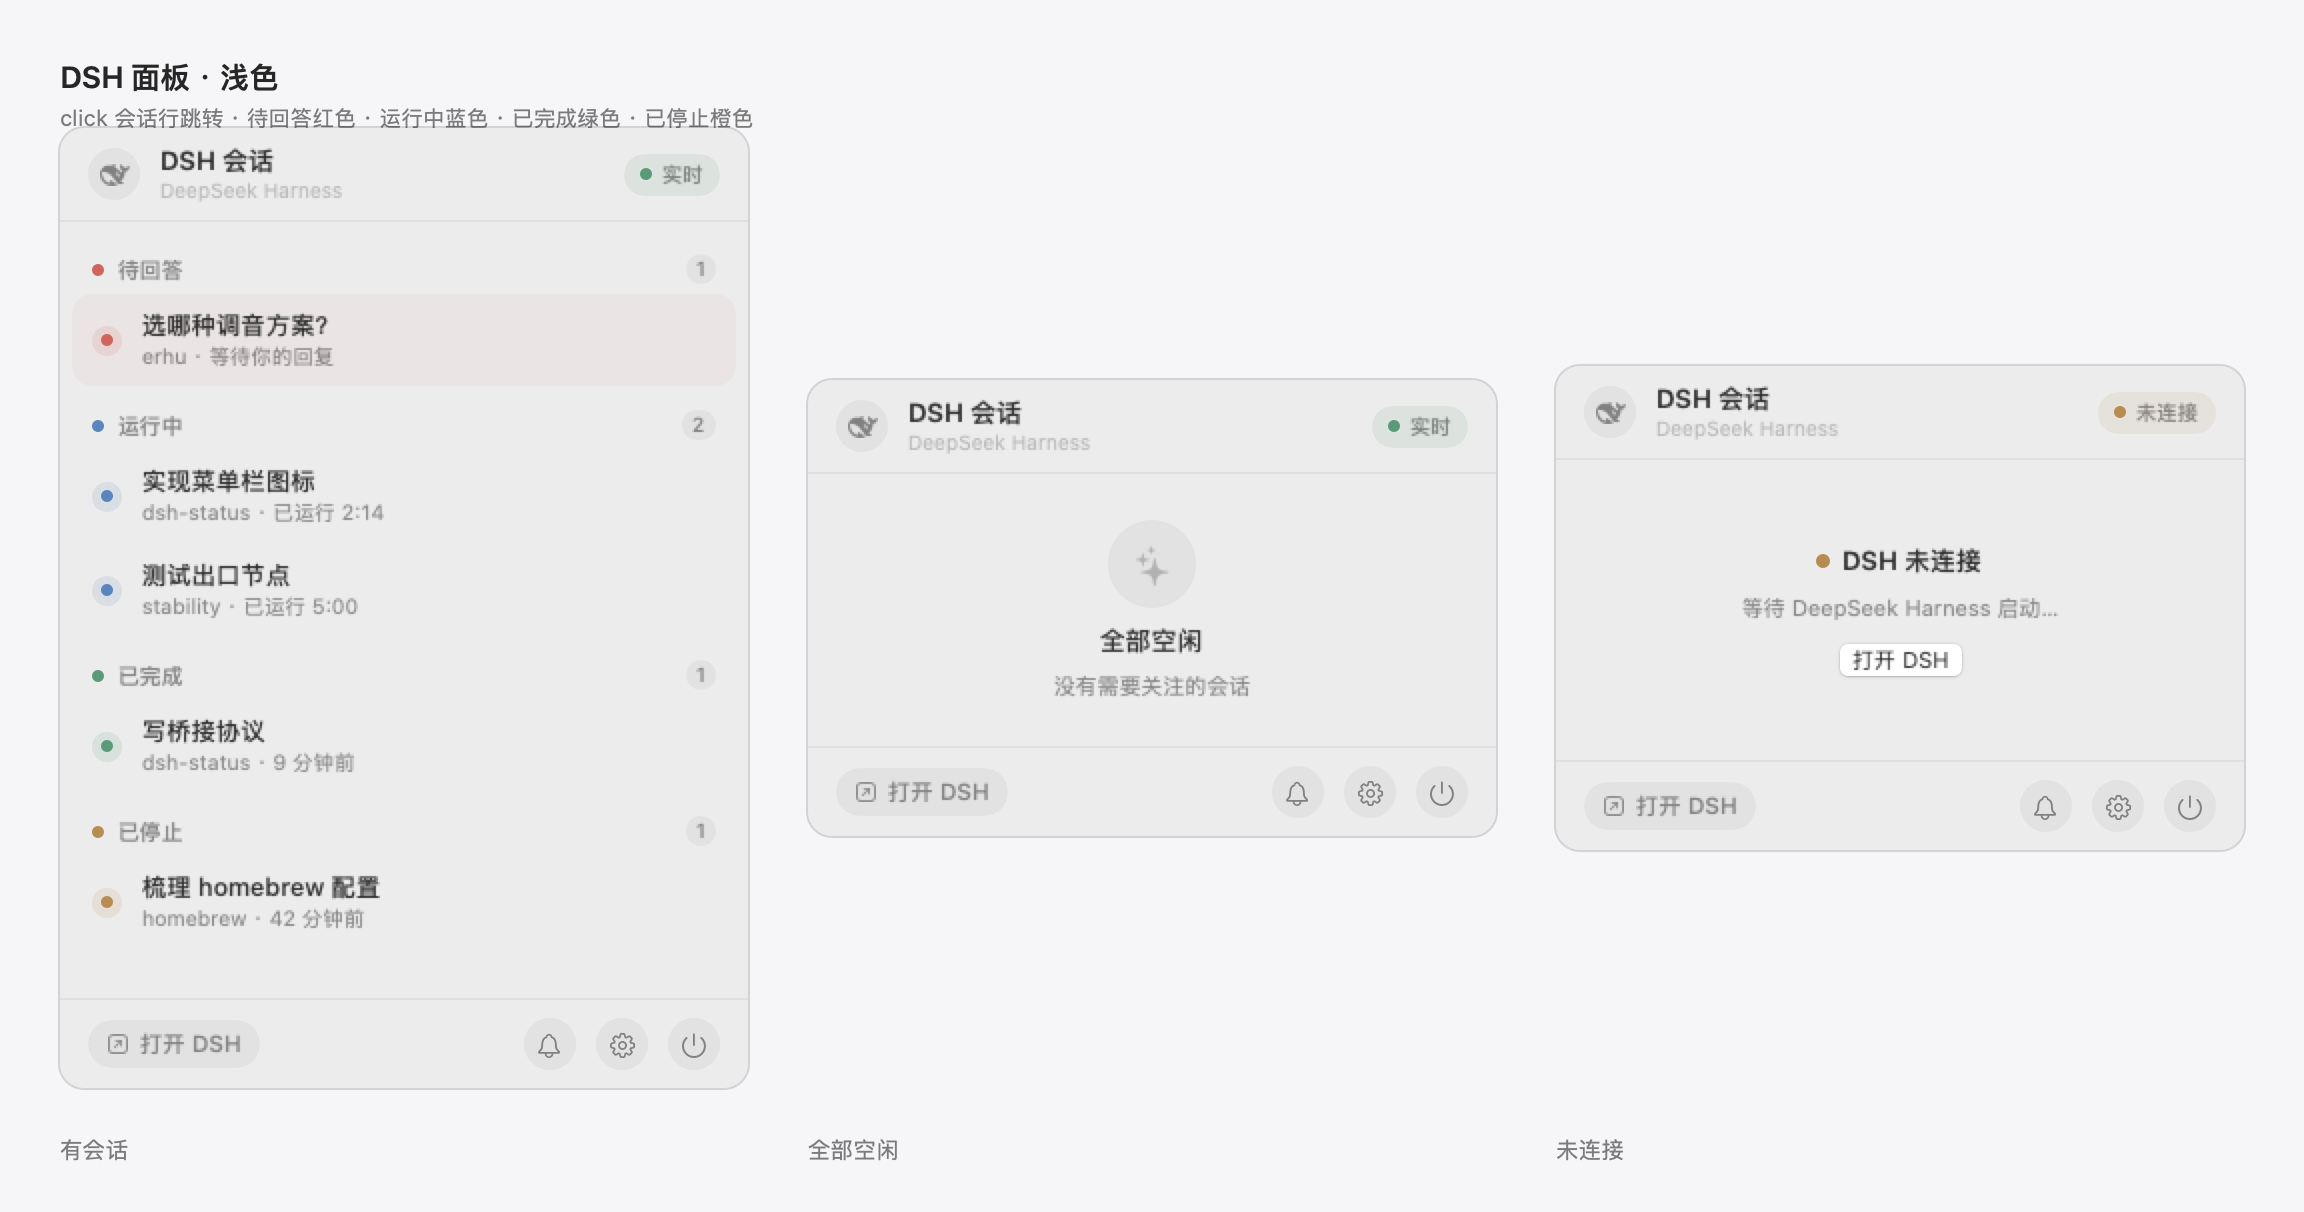 DSH 面板 · 浅色
click 会话行跳转 · 待回答红色 · 运行中蓝色 · 已完成绿色 · 已停止橙色
DSH 会话
DeepSeek Harness
实时
待回答
1
选哪种调音方案?
erhu · 等待你的回复
运行中
2
实现菜单栏图标
dsh-status · 已运行 2:14
测试出口节点
stability · 已运行 5:00
已完成
1
写桥接协议
dsh-status · 9 分钟前
已停止
1
梳理 homebrew 配置
homebrew · 42 分钟前
打开 DSH
有会话
DSH 会话
DeepSeek Harness
实时
全部空闲
没有需要关注的会话
打开 DSH
全部空闲
DSH 会话
DeepSeek Harness
未连接
DSH 未连接
等待 DeepSeek Harness 启动...
打开 DSH
打开 DSH
未连接